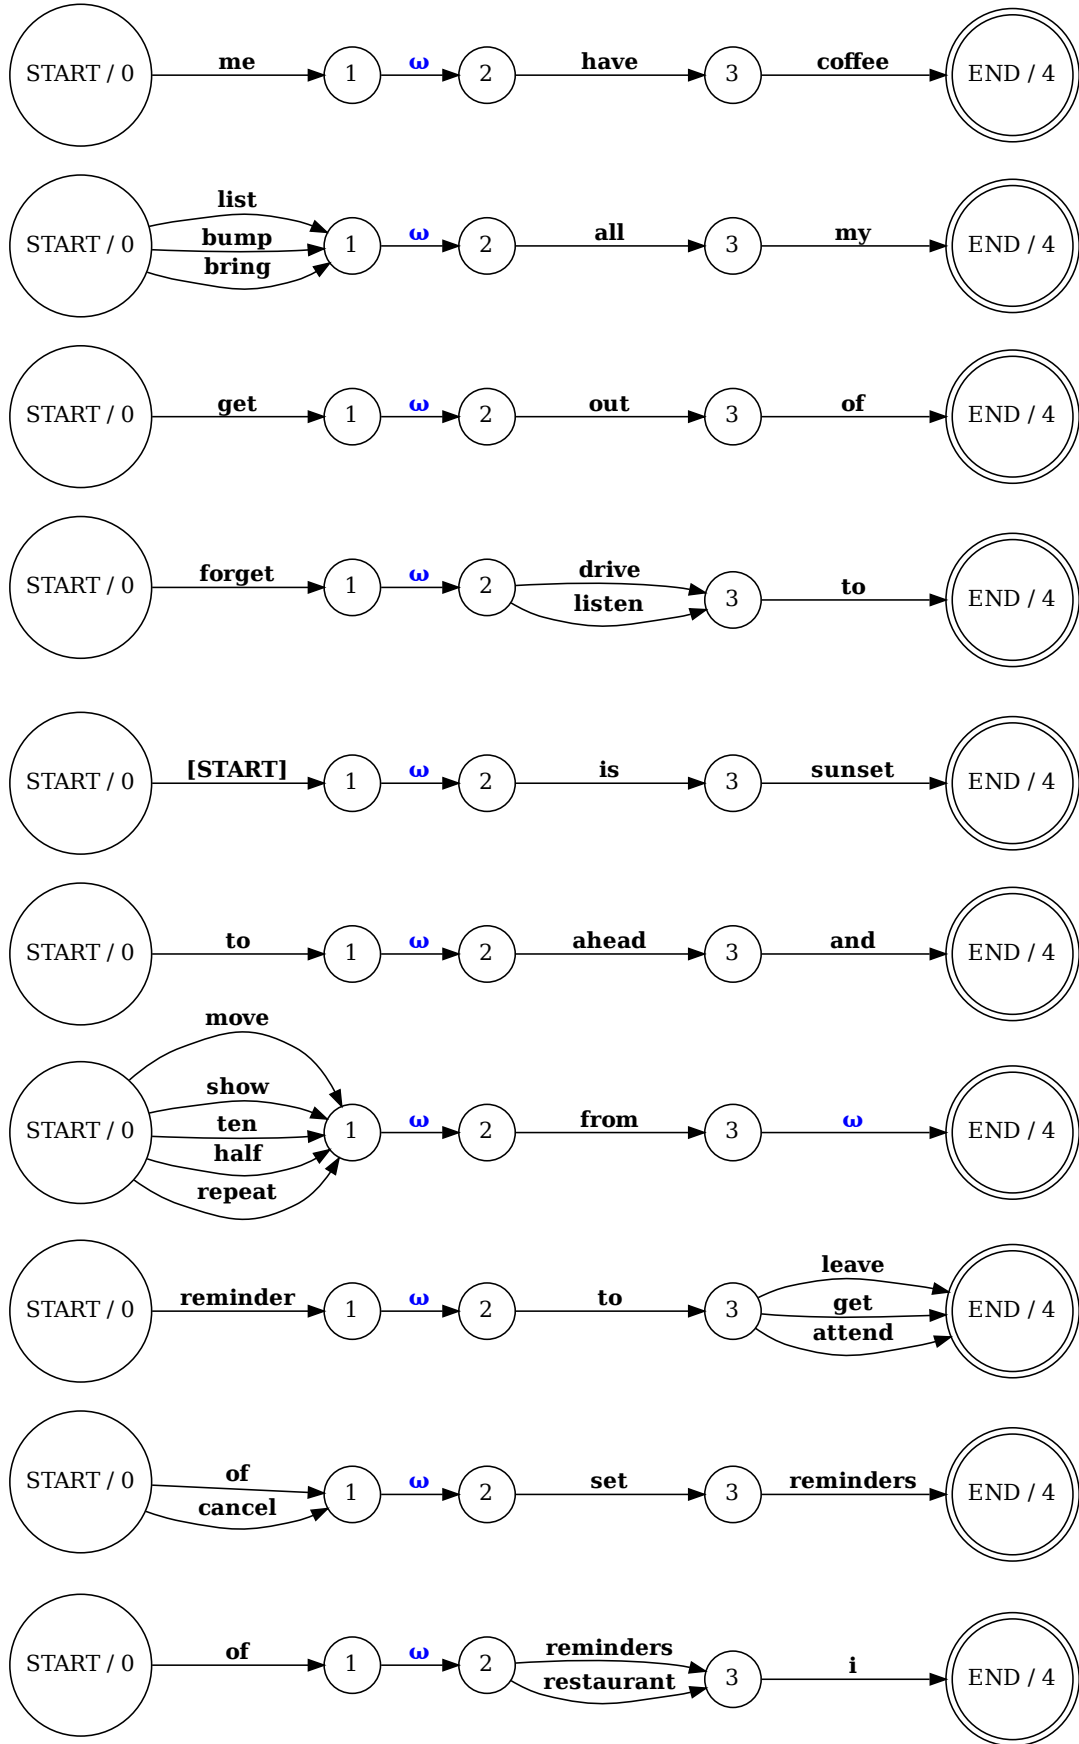 START / 0 me 1 ω 2 have 3 coffee END / 4
list
START / 0 bump 1 ω 2 all 3 my END / 4
bring
START / 0 get 1 ω 2 out 3 of END / 4
START / 0 forget 1 ω 2 drive 3 to END / 4
listen
START / 0 [START] 1 ω 2 is 3 sunset END / 4
START / 0 to 1 ω 2 ahead 3 and END / 4
move
show
START / 0 ten 1 ω 2 from 3 ω END / 4
half
repeat
leave
START / 0 reminder 1 ω 2 to 3 get END / 4
attend
START / 0 of 1 ω 2 set 3 reminders END / 4
cancel
START / 0 of 1 ω 2 reminders 3 i END / 4
restaurant